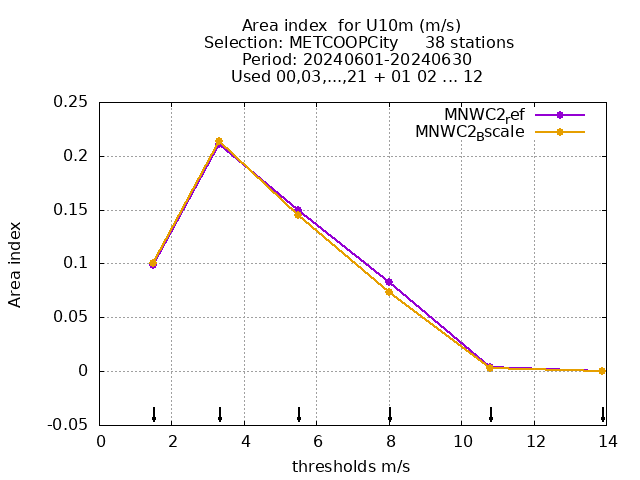 Area index  for U10m (m/s)
Selection: METCOOPCity     38 stations
Period: 20240601-20240630
Used 00,03,...,21 + 01 02 ... 12
MNWC2ref
MNWC2Bscale
0.25
0.2
0.15
0.1
0.05
0
-0.05
Area index
0 2 4 6 8 10 12 14
thresholds m/s